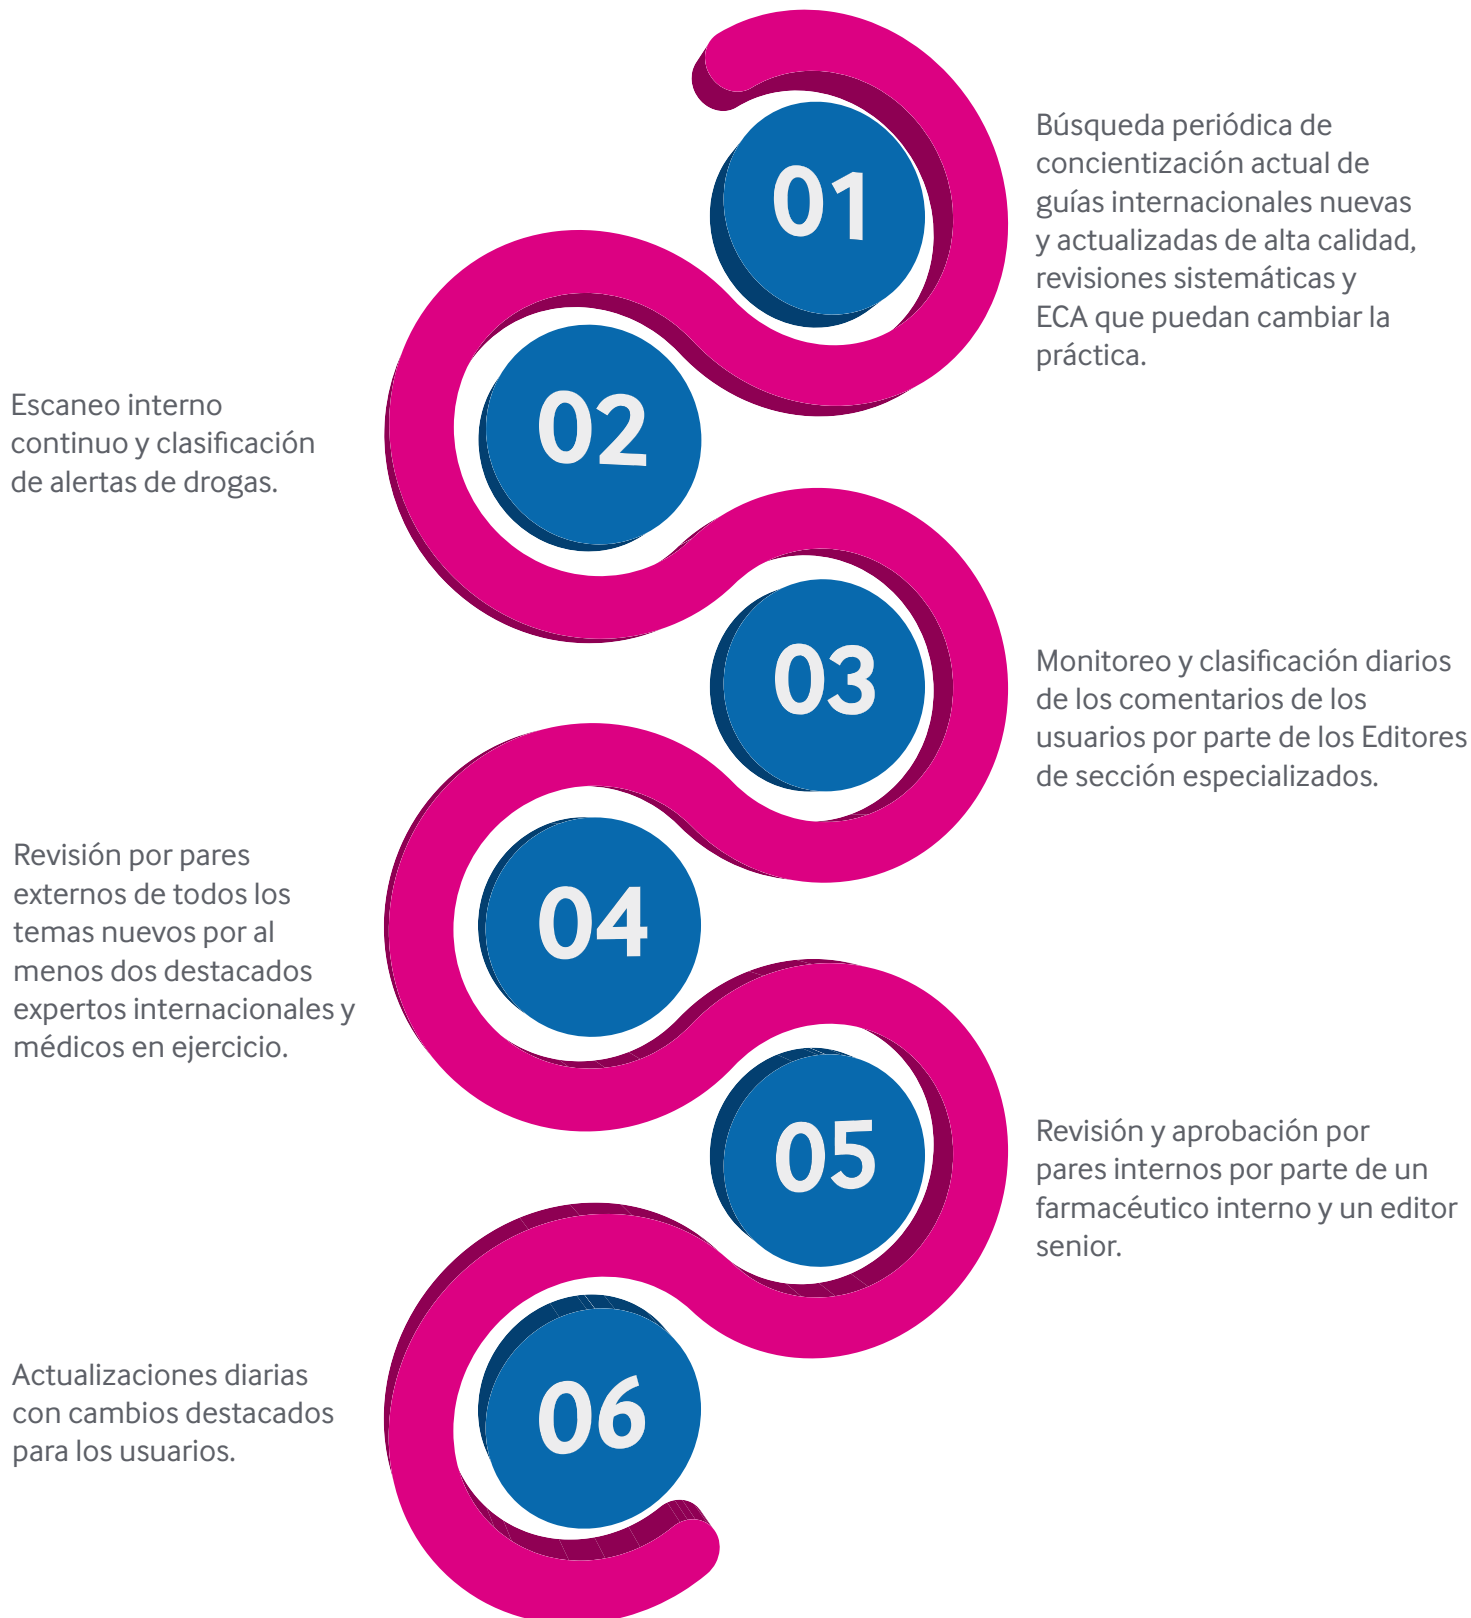 01
Búsqueda periódica de
concientización actual de
guías internacionales nuevas
y actualizadas de alta calidad,
revisiones sistemáticas y
ECA que puedan cambiar la
práctica.
02
Escaneo interno
continuo y clasificación
de alertas de drogas.
03
Monitoreo y clasificación diarios
de los comentarios de los
usuarios por parte de los Editores
de sección especializados.
04
Revisión por pares
externos de todos los
temas nuevos por al
menos dos destacados
expertos internacionales y
médicos en ejercicio.
05
Revisión y aprobación por
pares internos por parte de un
farmacéutico interno y un editor
senior.
06
Actualizaciones diarias
con cambios destacados
para los usuarios.